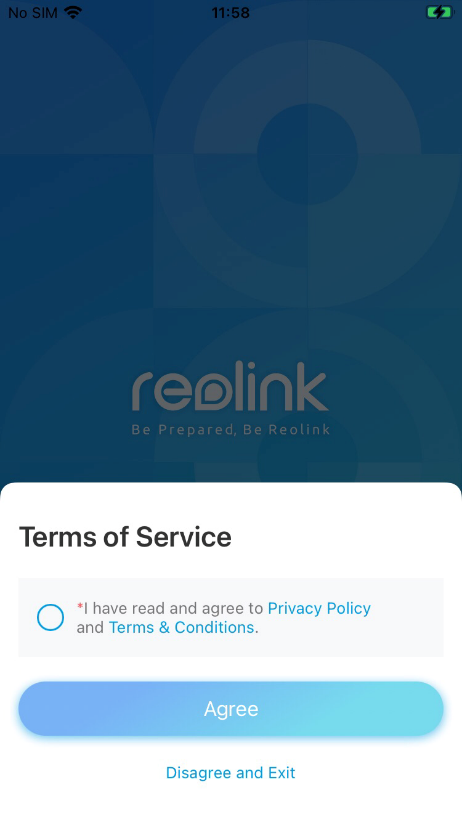 No SIM 11:58
reolink
Be Prepared, Be Reolink
Terms of Service
*I have read and agree to Privacy Policy
and Terms & Conditions.
Agree
Disagree and Exit